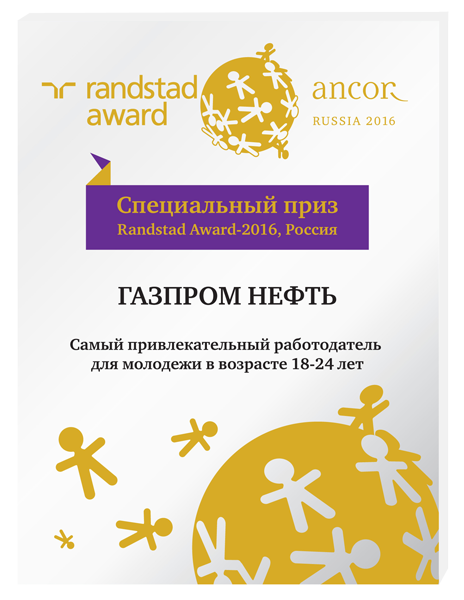 randstad
award
ancor
RUSSIA 2016
Специальный приз
Randstad Award-2016, Россия
ГАЗПРОМ НЕФТЬ
Самый привлекательный работодатель
для молодежи в возрасте 18-24 лет